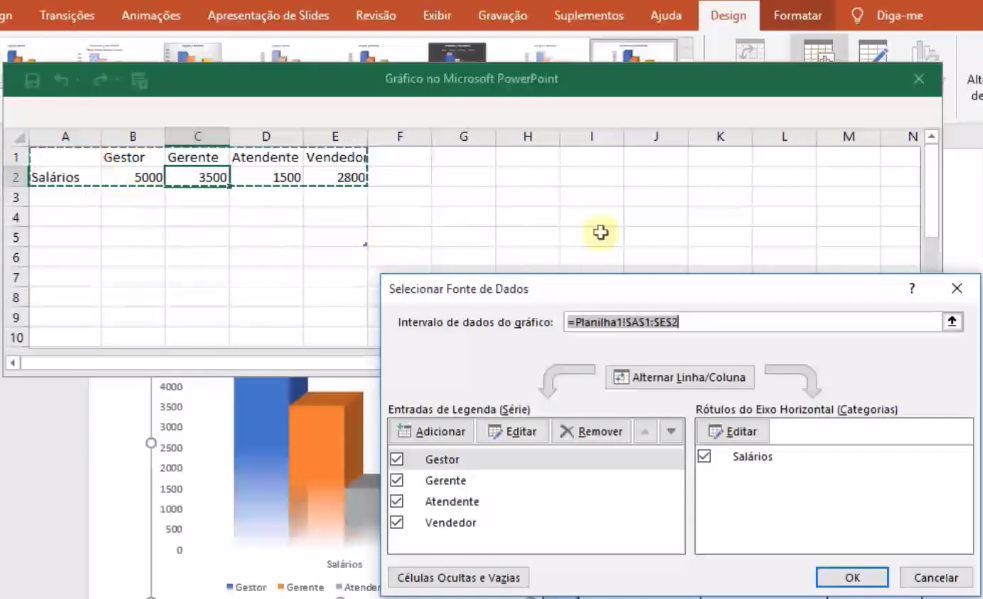 gn Transições Animações Apresentação de Slides Revisão Exibir Gravação Suplementos Ajuda Design Formatar Diga-me
Gráfico no Microsoft PowerPoint
Alt
de
A B C D E F G H I J K L M N
1 Gestor Gerente Atendente Vendedor
2 Salários 5000 3500 1500 2800
3
4
5
6
7
8
9
10
Selecionar Fonte de Dados ?
Intervalo de dados do gráfico: =Planilha1!$A$1:$E$2
Alternar Linha/Coluna
Entradas de Legenda (Série) Rótulos do Eixo Horizontal (Categorias)
Adicionar Editar Remover Editar
Gestor Salários
Gerente
Atendente
Vendedor
Células Ocultas e Vazias OK Cancelar
4000
3500
3000
2500
2000
1500
1000
500
0
Salários
Gestor Gerente Atender